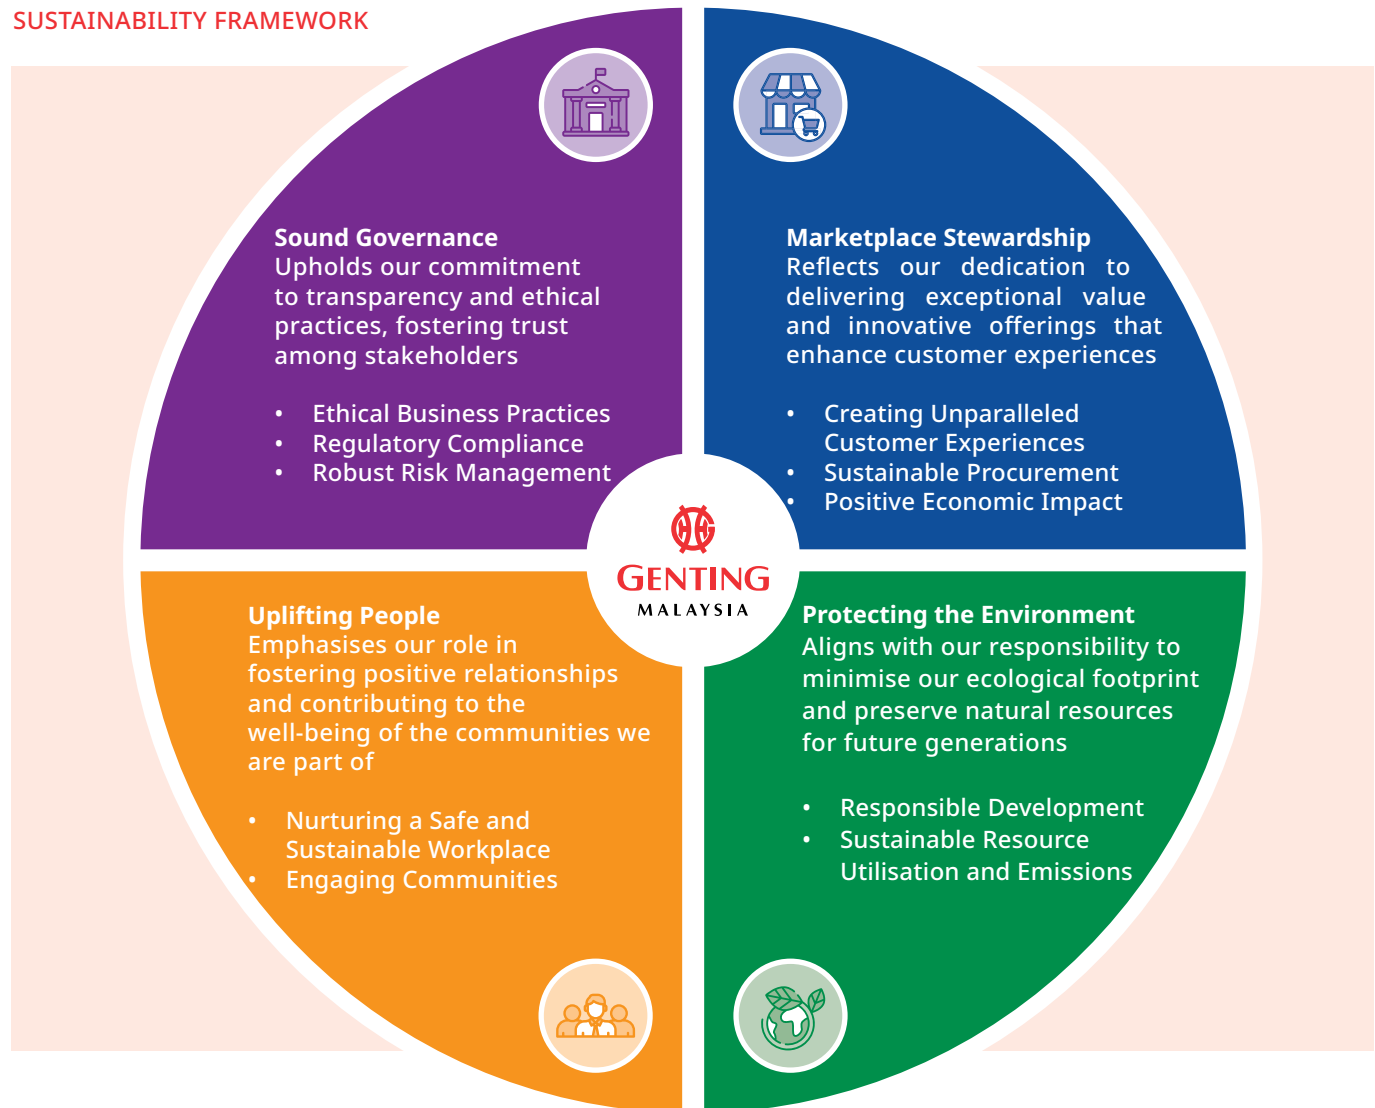 SUSTAINABILITY FRAMEWORK
Sound Governance
Upholds our commitment
to transparency and ethical
practices, fostering trust
among stakeholders
• Ethical Business Practices
• Regulatory Compliance
• Robust Risk Management
Marketplace Stewardship
Reflects our dedication to
delivering exceptional value
and innovative offerings that
enhance customer experiences
• Creating Unparalleled
Customer Experiences
• Sustainable Procurement
• Positive Economic Impact
GENTING
MALAYSIA
Uplifting People
Emphasises our role in
fostering positive relationships
and contributing to the
well-being of the communities we
are part of
• Nurturing a Safe and
Sustainable Workplace
• Engaging Communities
Protecting the Environment
Aligns with our responsibility to
minimise our ecological footprint
and preserve natural resources
for future generations
• Responsible Development
• Sustainable Resource
Utilisation and Emissions